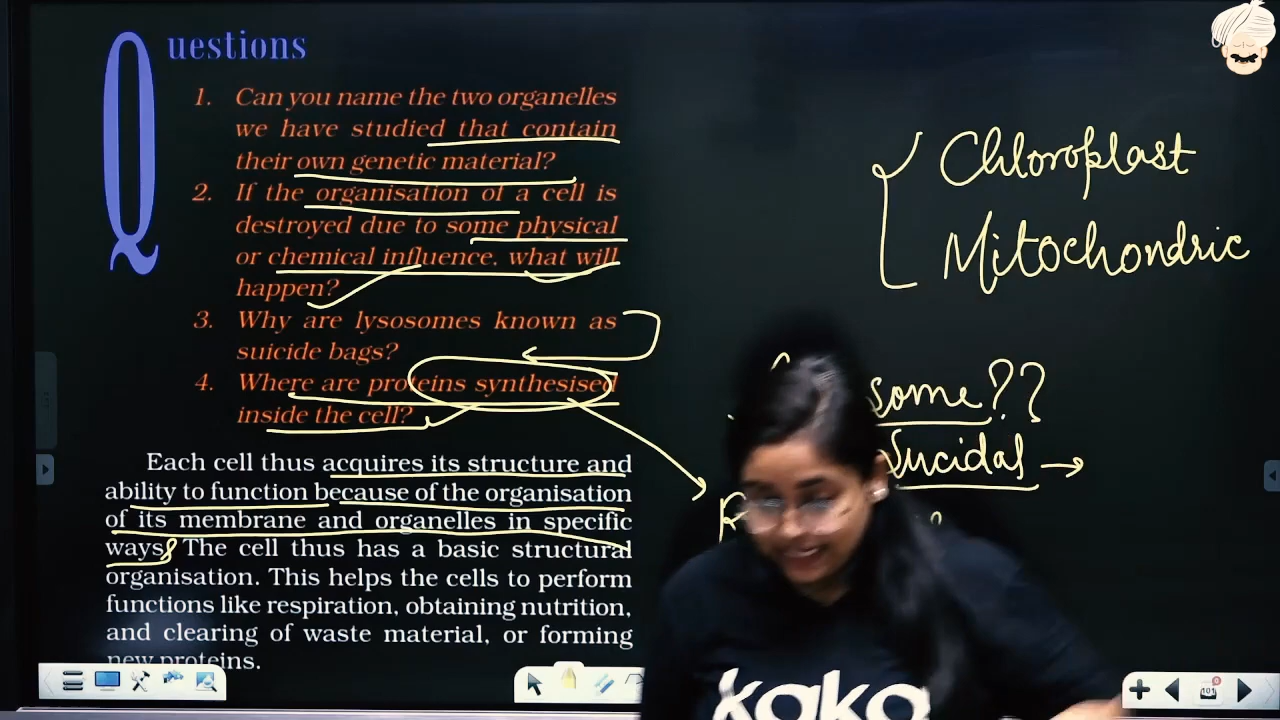 Questions
1. Can you name the two organelles
we have studied that contain
their own genetic material?
2. If the organisation of a cell is
destroyed due to some physical
or chemical influence, what will
happen?
3. Why are lysosomes known as
suicide bags?
4. Where are proteins synthesised
inside the cell?
Each cell thus acquires its structure and
ability to function because of the organisation
of its membrane and organelles in specific
ways. The cell thus has a basic structural
organisation. This helps the cells to perform
functions like respiration, obtaining nutrition,
and clearing of waste material, or forming
new proteins.
Chloroplast
Mitochondric
some??
Sucidal →
kaka